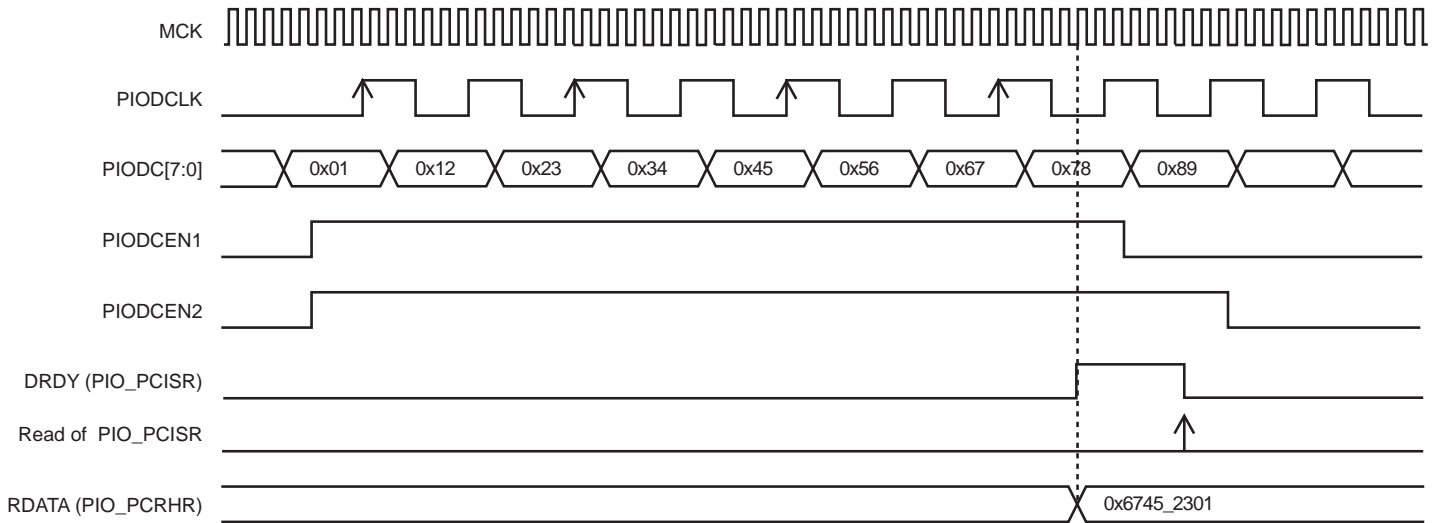 MCK
PIODCLK
PIODC[7:0] 0x01 0x12 0x23 0x34 0x45 0x56 0x67 0x78 0x89
PIODCEN1
PIODCEN2
DRDY (PIO_PCISR)
Read of PIO_PCISR
RDATA (PIO_PCRHR) 0x6745_2301